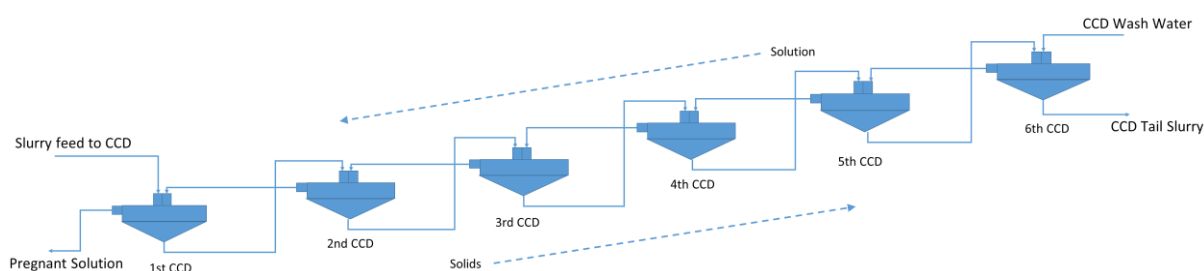 CCD Wash Water
Solution
Slurry feed to CCD
6th CCD
CCD Tail Slurry
5th CCD
4th CCD
3rd CCD
2nd CCD
Pregnant Solution
1st CCD
Solids